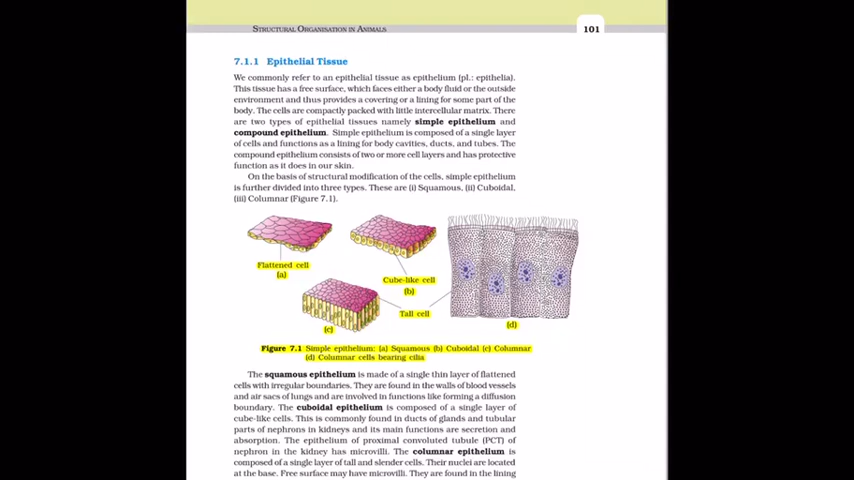 STRUCTURAL ORGANISATION IN ANIMALS 101
7.1.1 Epithelial Tissue
We commonly refer to an epithelial tissue as epithelium (pl.: epithelia).
This tissue has a free surface, which faces either a body fluid or the outside
environment and thus provides a covering or a lining for some part of the
body. The cells are compactly packed with little intercellular matrix. There
are two types of epithelial tissues namely simple epithelium and
compound epithelium. Simple epithelium is composed of a single layer
of cells and functions as a lining for body cavities, ducts, and tubes. The
compound epithelium consists of two or more cell layers and has protective
function as it does in our skin.
On the basis of structural modification of the cells, simple epithelium
is further divided into three types. These are (i) Squamous, (ii) Cuboidal,
(iii) Columnar (Figure 7.1).
Flattened cell
(a)
Cube-like cell
(b)
Tall cell
(c)
(d)
Figure 7.1 Simple epithelium: (a) Squamous (b) Cuboidal (c) Columnar
(d) Columnar cells bearing cilia
The squamous epithelium is made of a single thin layer of flattened
cells with irregular boundaries. They are found in the walls of blood vessels
and air sacs of lungs and are involved in functions like forming a diffusion
boundary. The cuboidal epithelium is composed of a single layer of
cube-like cells. This is commonly found in ducts of glands and tubular
parts of nephrons in kidneys and its main functions are secretion and
absorption. The epithelium of proximal convoluted tubule (PCT) of
nephron in the kidney has microvilli. The columnar epithelium is
composed of a single layer of tall and slender cells. Their nuclei are located
at the base. Free surface may have microvilli. They are found in the lining